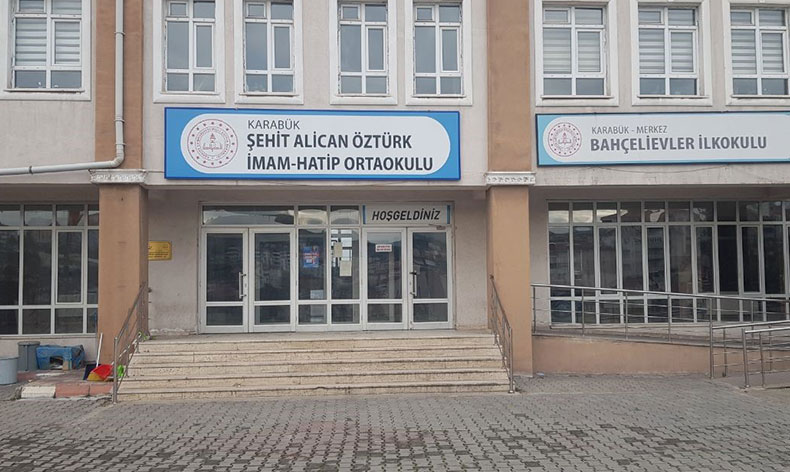 KARABÜK
ŞEHİT ALİCAN ÖZTÜRK
İMAM-HATİP ORTAOKULU
KARABÜK - MERKEZ
BAHÇELİEVLER İLKOKULU
HOŞGELDİNİZ